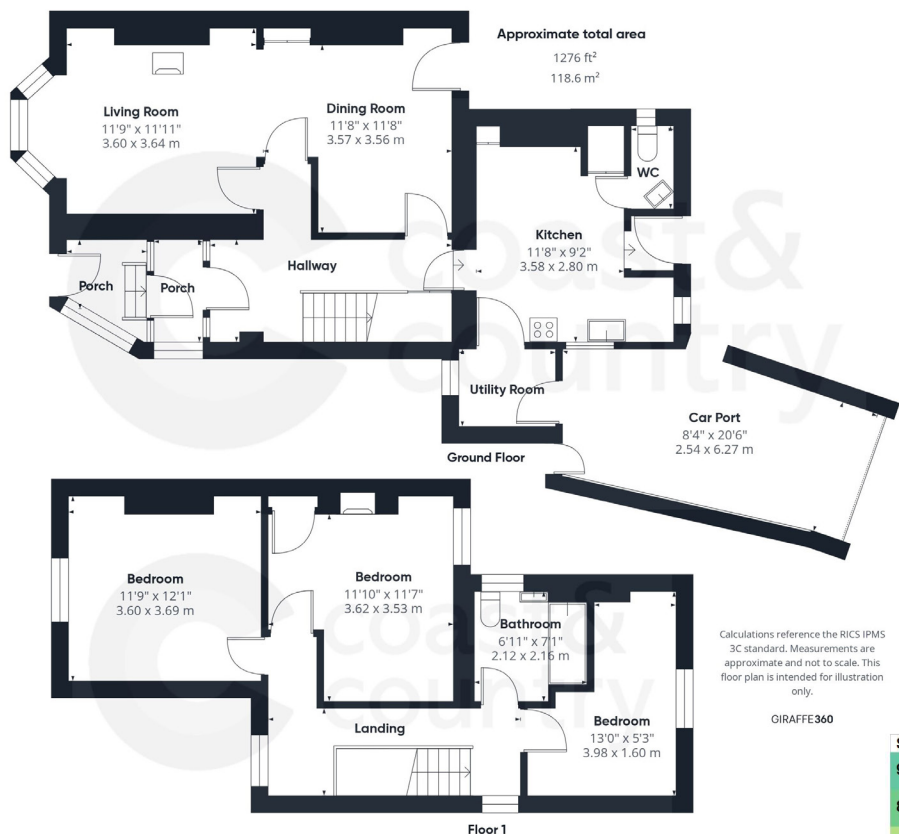 Approximate total area
1276 ft²
118.6 m²
Living Room
11'9" x 11'11"
3.60 x 3.64 m
Dining Room
11'8" x 11'8"
3.57 x 3.56 m
WC
Kitchen
11'8" x 9'2"
3.58 x 2.80 m
Hallway
Porch
Porch
Utility Room
Car Port
8'4" x 20'6"
2.54 x 6.27 m
Ground Floor
Bedroom
11'9" x 12'1"
3.60 x 3.69 m
Bedroom
11'10" x 11'7"
3.62 x 3.53 m
Bathroom
6'11" x 7'1"
2.12 x 2.16 m
Bedroom
13'0" x 5'3"
3.98 x 1.60 m
Landing
Floor 1
Calculations reference the RICS IPMS
3C standard. Measurements are
approximate and not to scale. This
floor plan is intended for illustration
only.
GIRAFFE360
coast &
country
coast &
country